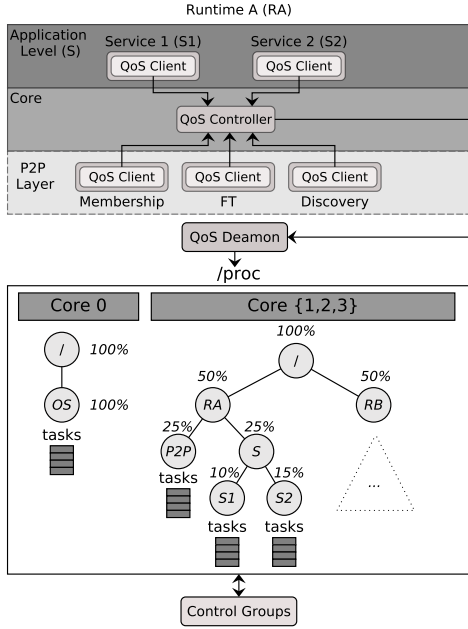 Runtime A (RA)
Application
Level (S)
Service 1 (S1)
Service 2 (S2)
QoS Client
QoS Client
Core
QoS Controller
P2P
Layer
QoS Client
QoS Client
QoS Client
Membership
FT
Discovery
QoS Deamon
/proc
Core 0
Core {1,2,3}
100%
/
100%
/
50%
50%
OS
100%
RA
RB
tasks
25%
25%
P2P
S
tasks
10%
15%
S1
S2
...
tasks
tasks
Control Groups